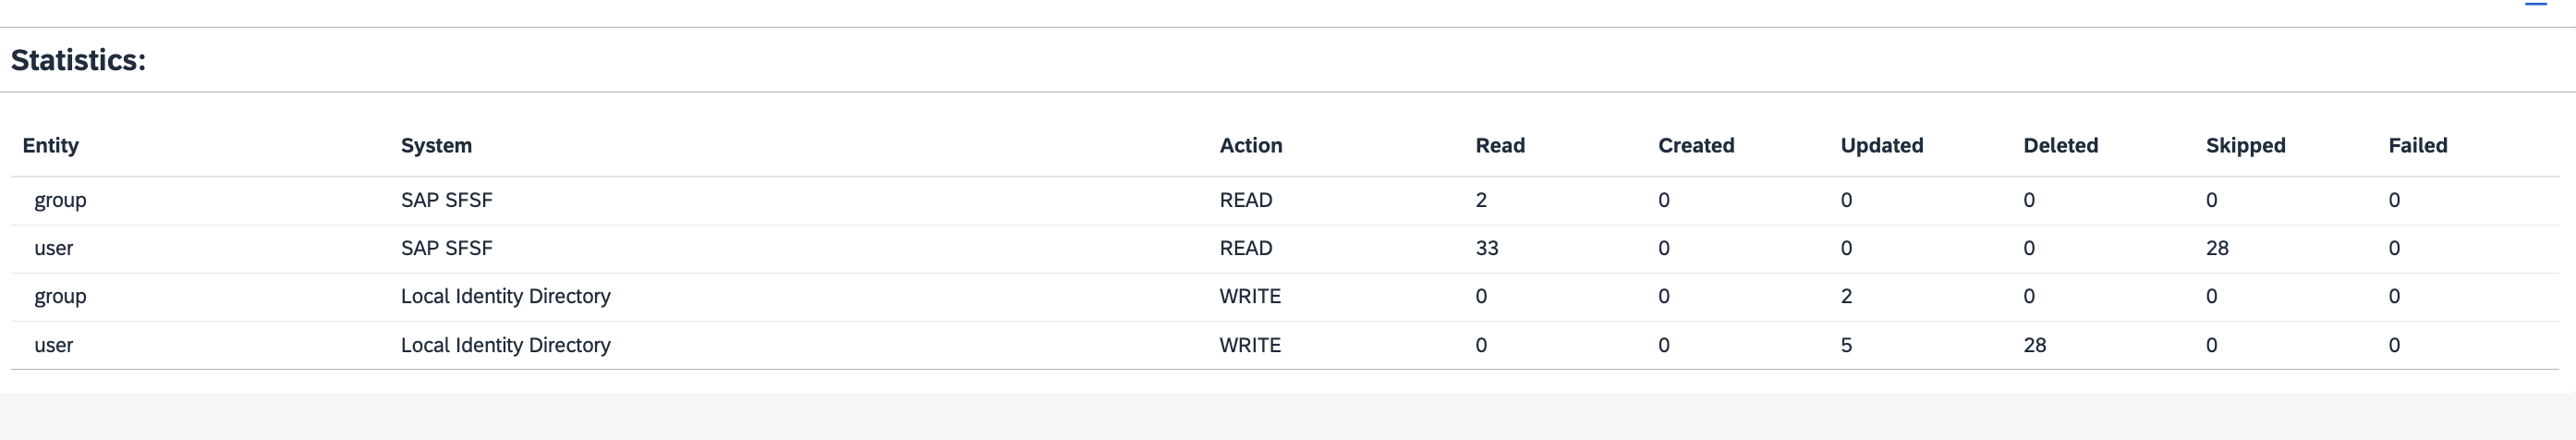 Statistics:
Entity System Action Read Created Updated Deleted Skipped Failed
group SAP SFSF READ 2 0 0 0 0 0
user SAP SFSF READ 33 0 0 0 28 0
group Local Identity Directory WRITE 0 0 2 0 0 0
user Local Identity Directory WRITE 0 0 5 28 0 0